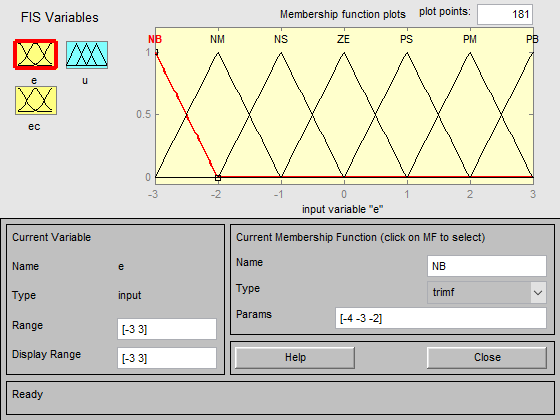 FIS Variables
Membership function plots plot points: 181
e u
ec
NB NM NS ZE PS PM PB
1
0.5
0
-3 -2 -1 0 1 2 3
input variable "e"
Current Variable
Name e
Type input
Range [-3 3]
Display Range [-3 3]
Current Membership Function (click on MF to select)
Name NB
Type trimf
Params [-4 -3 -2]
Help Close
Ready